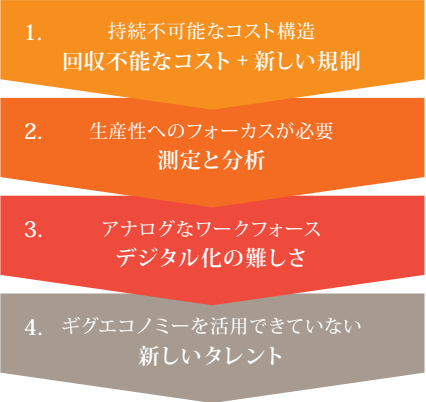 1. 持続不可能なコスト構造
回収不能なコスト + 新しい規制
2. 生産性へのフォーカスが必要
測定と分析
3. アナログなワークフォース
デジタル化の難しさ
4. ギグエコノミーを活用できていない
新しいタレント